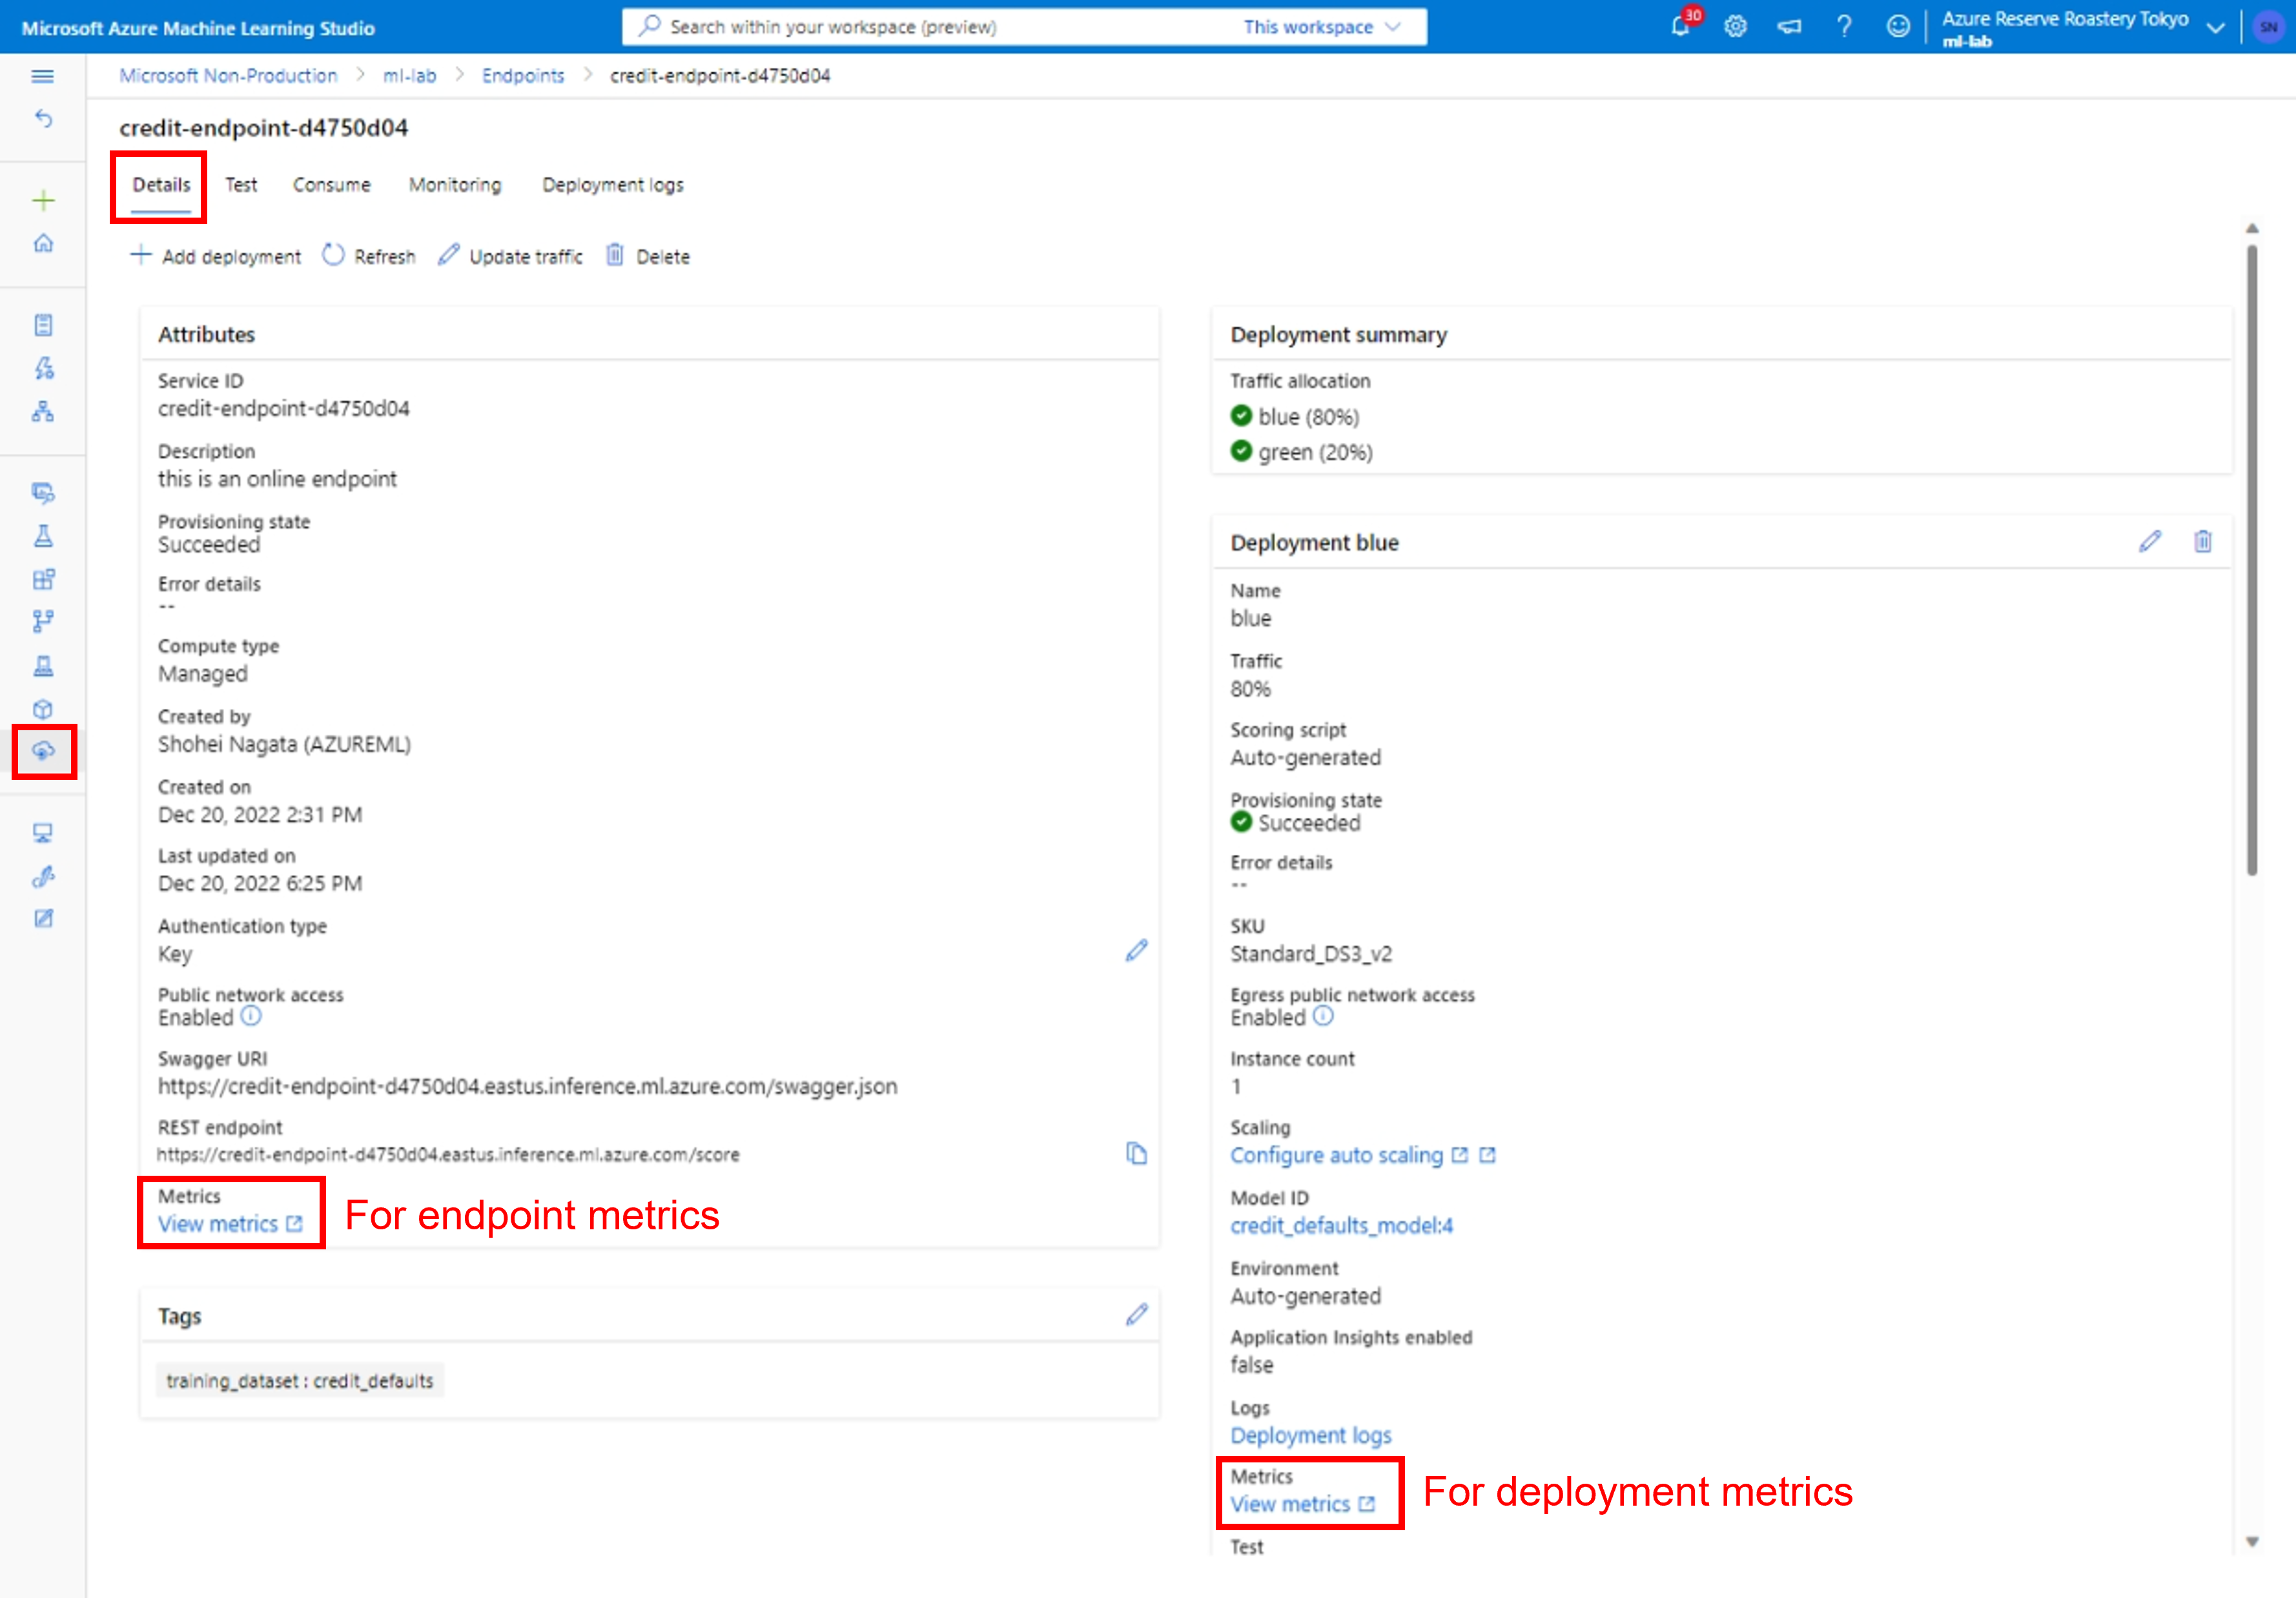 Microsoft Azure Machine Learning Studio
Search within your workspace (preview)
This workspace
30
Azure Reserve Roastery Tokyo
ml-lab
SN
Microsoft Non-Production > ml-lab > Endpoints > credit-endpoint-d4750d04
credit-endpoint-d4750d04
Details Test Consume Monitoring Deployment logs
Add deployment Refresh Update traffic Delete
Attributes
Service ID
credit-endpoint-d4750d04
Description
this is an online endpoint
Provisioning state
Succeeded
Error details
--
Compute type
Managed
Created by
Shohei Nagata (AZUREML)
Created on
Dec 20, 2022 2:31 PM
Last updated on
Dec 20, 2022 6:25 PM
Authentication type
Key
Public network access
Enabled
Swagger URI
https://credit-endpoint-d4750d04.eastus.inference.ml.azure.com/swagger.json
REST endpoint
https://credit-endpoint-d4750d04.eastus.inference.ml.azure.com/score
Metrics
View metrics
For endpoint metrics
Tags
training_dataset : credit_defaults
Deployment summary
Traffic allocation
blue (80%)
green (20%)
Deployment blue
Name
blue
Traffic
80%
Scoring script
Auto-generated
Provisioning state
Succeeded
Error details
--
SKU
Standard_DS3_v2
Egress public network access
Enabled
Instance count
1
Scaling
Configure auto scaling
Model ID
credit_defaults_model:4
Environment
Auto-generated
Application Insights enabled
false
Logs
Deployment logs
Metrics
View metrics
For deployment metrics
Test